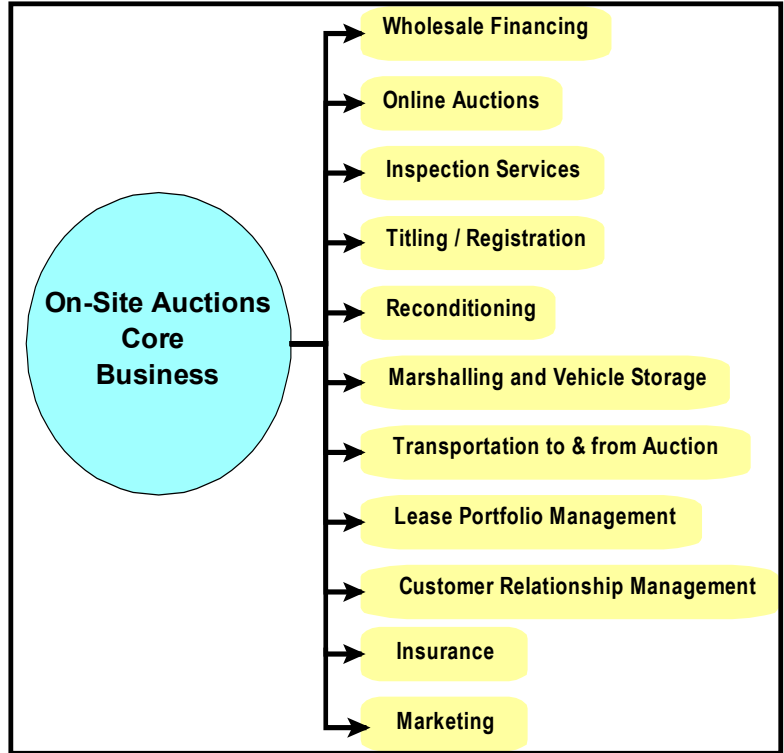 On-Site Auctions
Core
Business
Wholesale Financing
Online Auctions
Inspection Services
Titling / Registration
Reconditioning
Marshalling and Vehicle Storage
Transportation to & from Auction
Lease Portfolio Management
Customer Relationship Management
Insurance
Marketing